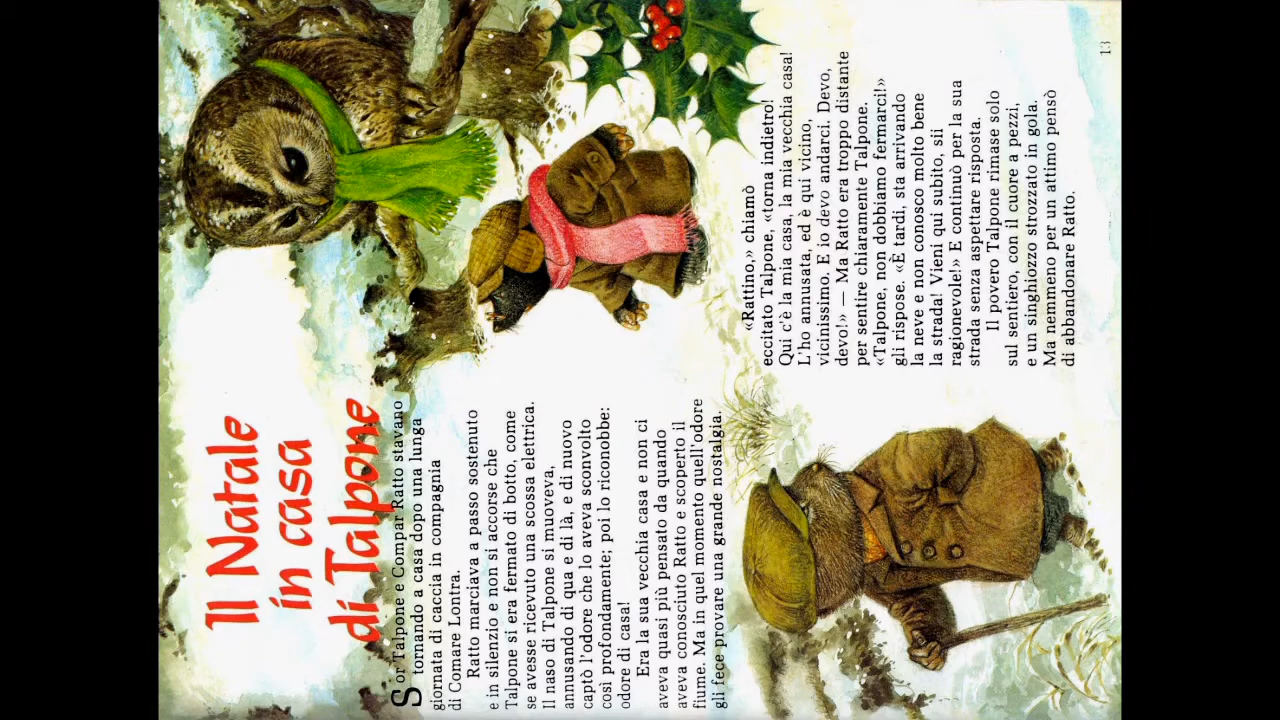 Il Natale
in casa
di Talpone
Sor Talpone e Compar Ratto stavano
tornando a casa dopo una lunga
giornata di caccia in compagnia
di Comare Lontra.
Ratto marciava a passo sostenuto
e in silenzio e non si accorse che
Talpone si era fermato di botto, come
se avesse ricevuto una scossa elettrica.
Il naso di Talpone si muoveva,
annusando di qua e di là, e di nuovo
captò l'odore che lo aveva sconvolto
così profondamente; poi lo riconobbe:
odore di casa!
Era la sua vecchia casa e non ci
aveva quasi più pensato da quando
aveva conosciuto Ratto e scoperto il
fiume. Ma in quel momento quell'odore
gli fece provare una grande nostalgia.
«Rattino,» chiamò
eccitato Talpone, «torna indietro!
Qui c'è la mia casa, la mia vecchia casa!
L'ho annusata, ed è qui vicino,
vicinissimo. E io devo andarci. Devo,
devo!» — Ma Ratto era troppo distante
per sentire chiaramente Talpone.
«Talpone, non dobbiamo fermarci!»
gli rispose. «È tardi, sta arrivando
la neve e non conosco molto bene
la strada! Vieni qui subito, sii
ragionevole!» E continuò per la sua
strada senza aspettare risposta.
Il povero Talpone rimase solo
sul sentiero, con il cuore a pezzi,
e un singhiozzo strozzato in gola.
Ma nemmeno per un attimo pensò
di abbandonare Ratto.
13